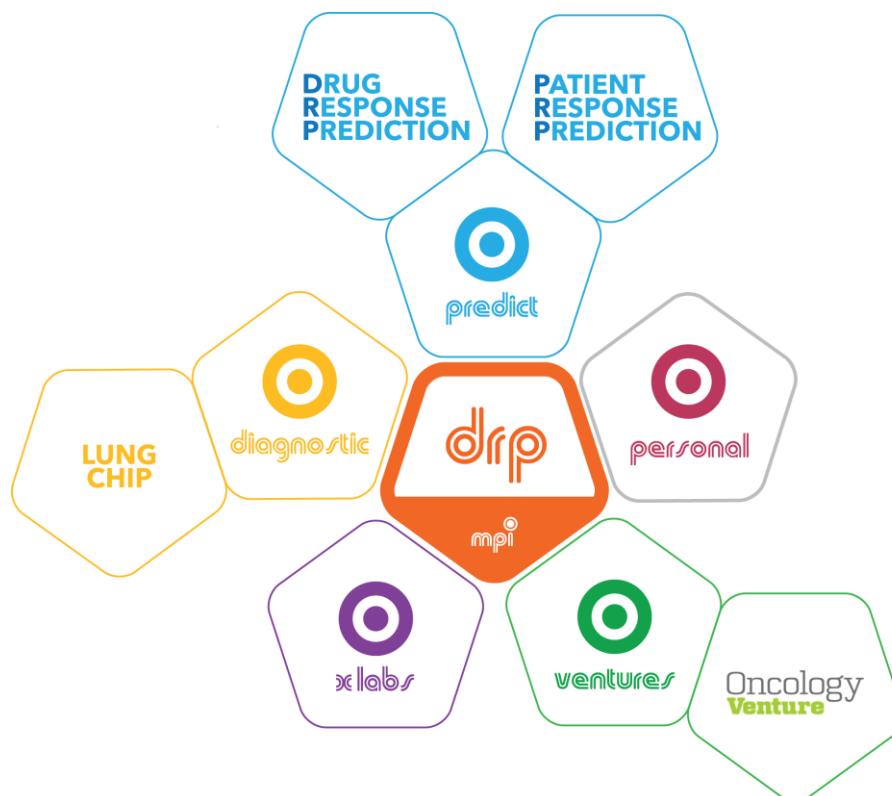 DRUG
RESPONSE
PREDICTION
PATIENT
RESPONSE
PREDICTION
predict
diagnostic
personal
LUNG
CHIP
drp
mpi
x labs
ventures
Oncology
Venture